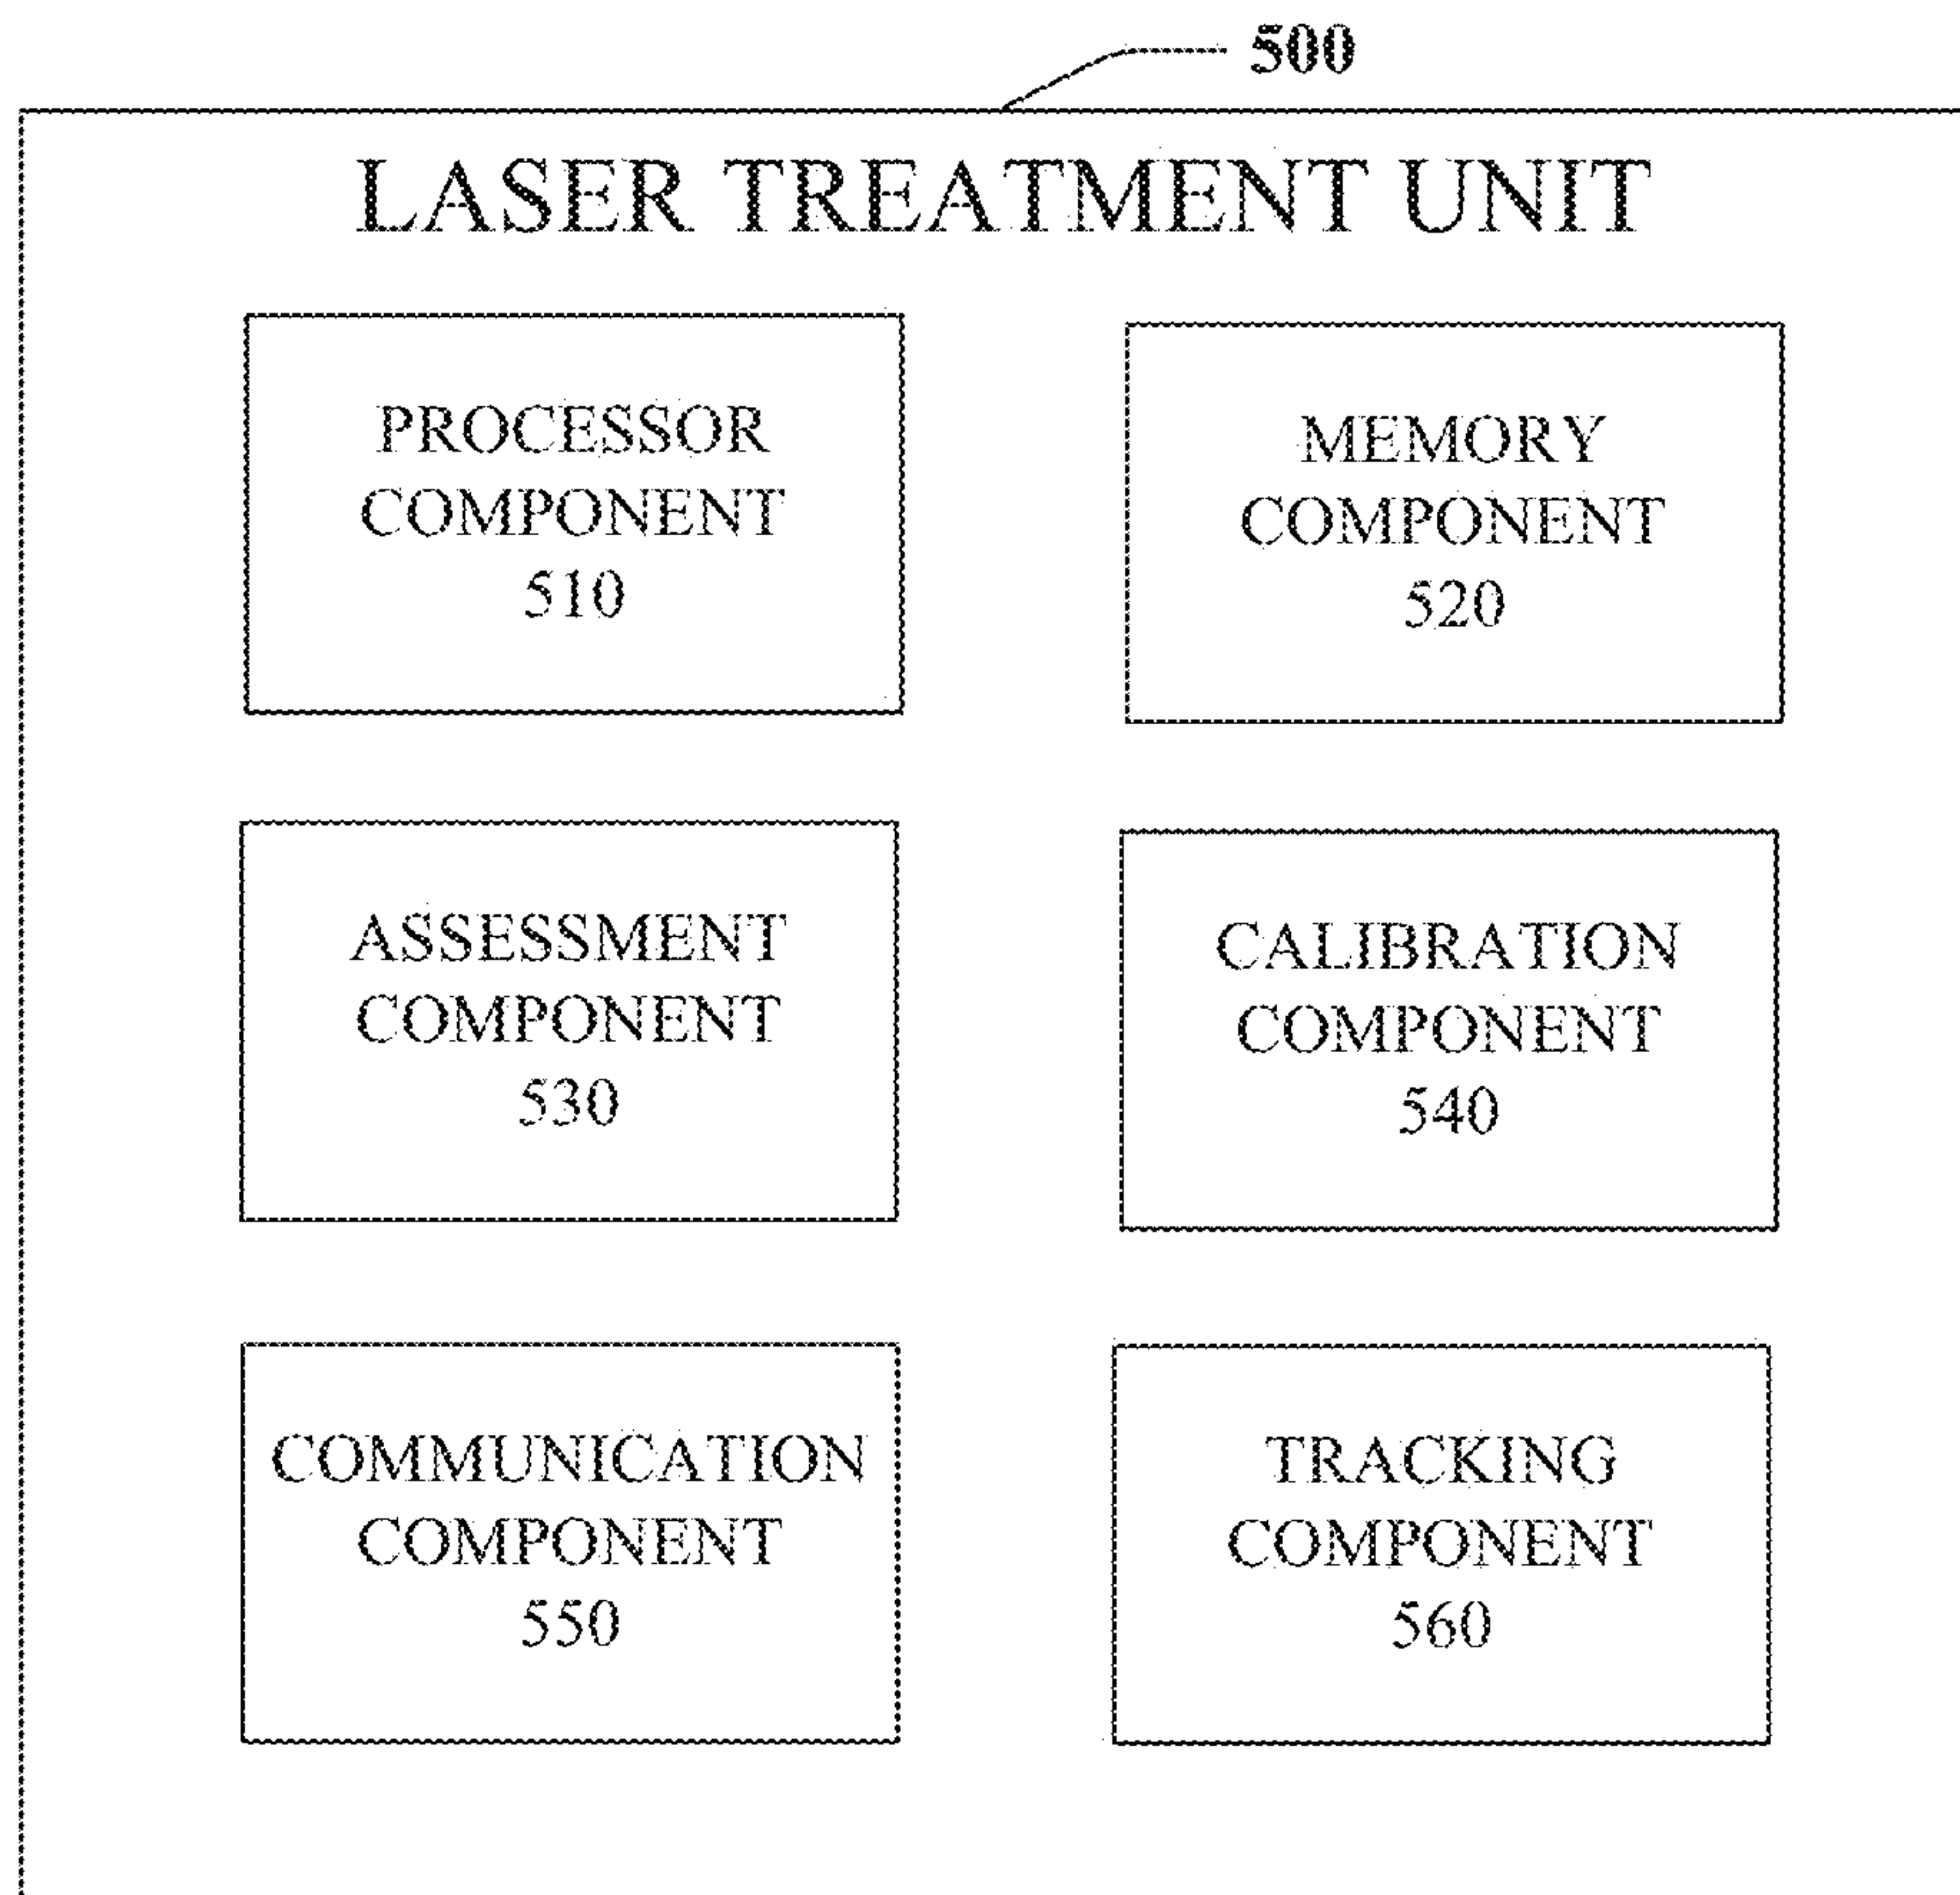 500
LASER TREATMENT UNIT
PROCESSOR
COMPONENT
510
MEMORY
COMPONENT
520
ASSESSMENT
COMPONENT
530
CALIBRATION
COMPONENT
540
COMMUNICATION
COMPONENT
550
TRACKING
COMPONENT
560